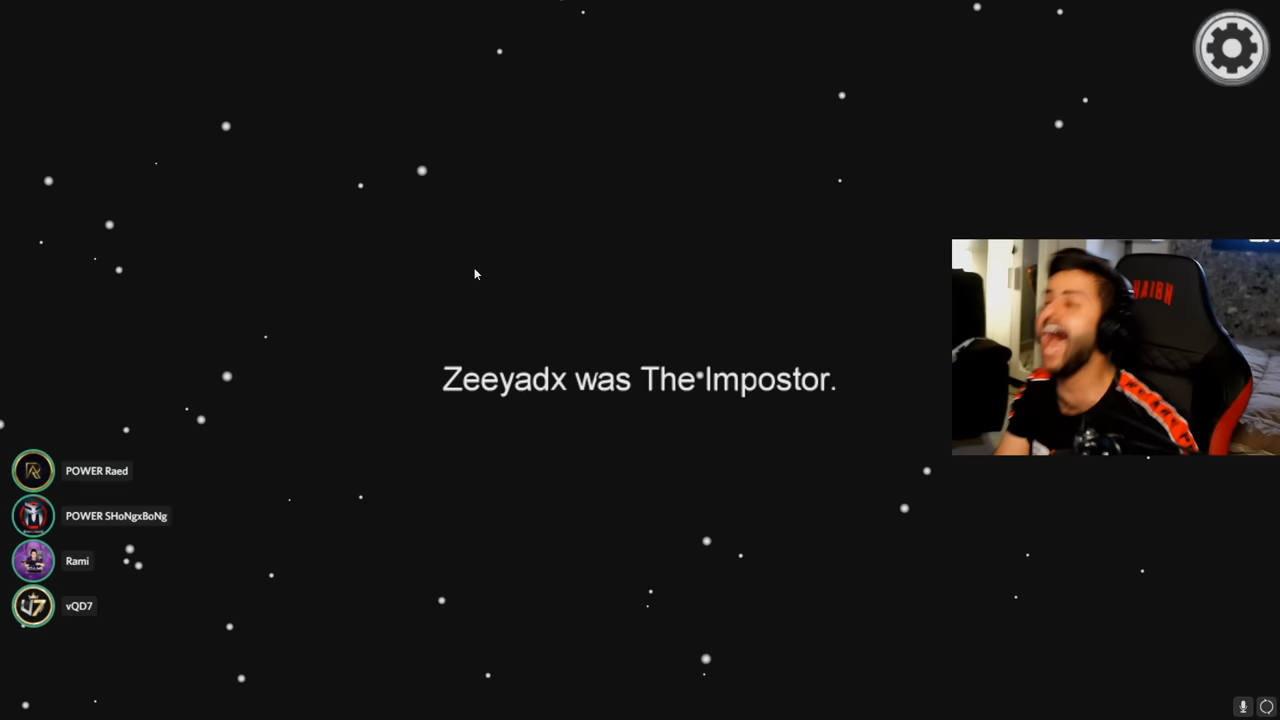 Zeeyadx was The Impostor.
POWER Raed
POWER SHoNgxBoNg
Rami
vQD7